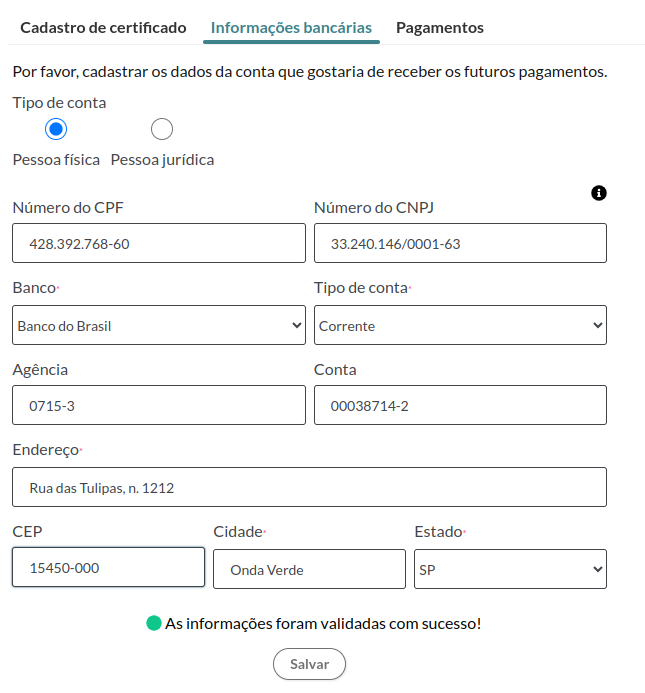 Cadastro de certificado Informações bancárias Pagamentos
Por favor, cadastrar os dados da conta que gostaria de receber os futuros pagamentos.
Tipo de conta
Pessoa física Pessoa jurídica
Número do CPF Número do CNPJ
428.392.768-60 33.240.146/0001-63
Banco* Tipo de conta*
Banco do Brasil Corrente
Agência Conta
0715-3 00038714-2
Endereço*
Rua das Tulipas, n. 1212
CEP Cidade* Estado*
15450-000 Onda Verde SP
As informações foram validadas com sucesso!
Salvar